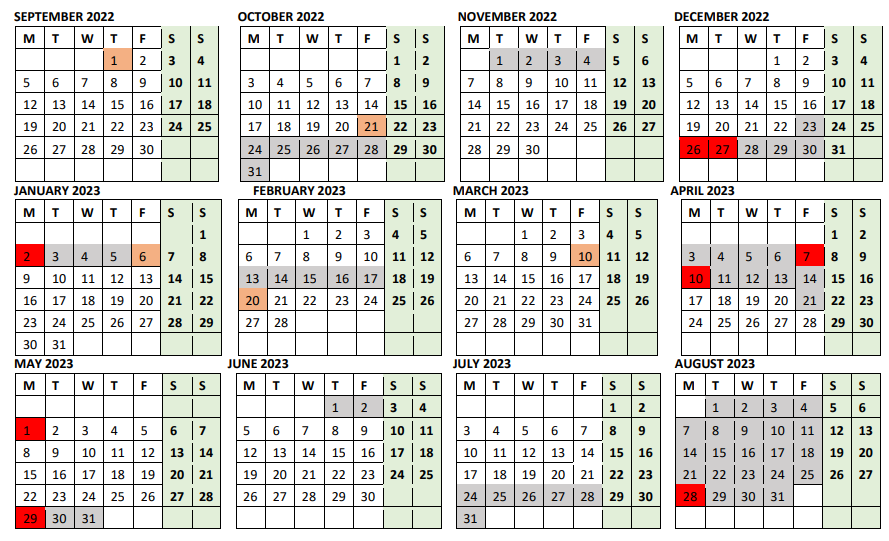 SEPTEMBER 2022
M T W T F S S
1 2 3 4
5 6 7 8 9 10 11
12 13 14 15 16 17 18
19 20 21 22 23 24 25
26 27 28 29 30
OCTOBER 2022
M T W T F S S
1 2
3 4 5 6 7 8 9
10 11 12 13 14 15 16
17 18 19 20 21 22 23
24 25 26 27 28 29 30
31
NOVEMBER 2022
M T W T F S S
1 2 3 4 5 6
7 8 9 10 11 12 13
14 15 16 17 18 19 20
21 22 23 24 25 26 27
28 29 30
DECEMBER 2022
M T W T F S S
1 2 3 4
5 6 7 8 9 10 11
12 13 14 15 16 17 18
19 20 21 22 23 24 25
26 27 28 29 30 31
JANUARY 2023
M T W T F S S
1
2 3 4 5 6 7 8
9 10 11 12 13 14 15
16 17 18 19 20 21 22
23 24 25 26 27 28 29
30 31
FEBRUARY 2023
M T W T F S S
1 2 3 4 5
6 7 8 9 10 11 12
13 14 15 16 17 18 19
20 21 22 23 24 25 26
27 28
MARCH 2023
M T W T F S S
1 2 3 4 5
6 7 8 9 10 11 12
13 14 15 16 17 18 19
20 21 22 23 24 25 26
27 28 29 30 31
APRIL 2023
M T W T F S S
1 2
3 4 5 6 7 8 9
10 11 12 13 14 15 16
17 18 19 20 21 22 23
24 25 26 27 28 29 30
MAY 2023
M T W T F S S
1 2 3 4 5 6 7
8 9 10 11 12 13 14
15 16 17 18 19 20 21
22 23 24 25 26 27 28
29 30 31
JUNE 2023
M T W T F S S
1 2 3 4
5 6 7 8 9 10 11
12 13 14 15 16 17 18
19 20 21 22 23 24 25
26 27 28 29 30
JULY 2023
M T W T F S S
1 2
3 4 5 6 7 8 9
10 11 12 13 14 15 16
17 18 19 20 21 22 23
24 25 26 27 28 29 30
31
AUGUST 2023
M T W T F S S
1 2 3 4 5 6
7 8 9 10 11 12 13
14 15 16 17 18 19 20
21 22 23 24 25 26 27
28 29 30 31